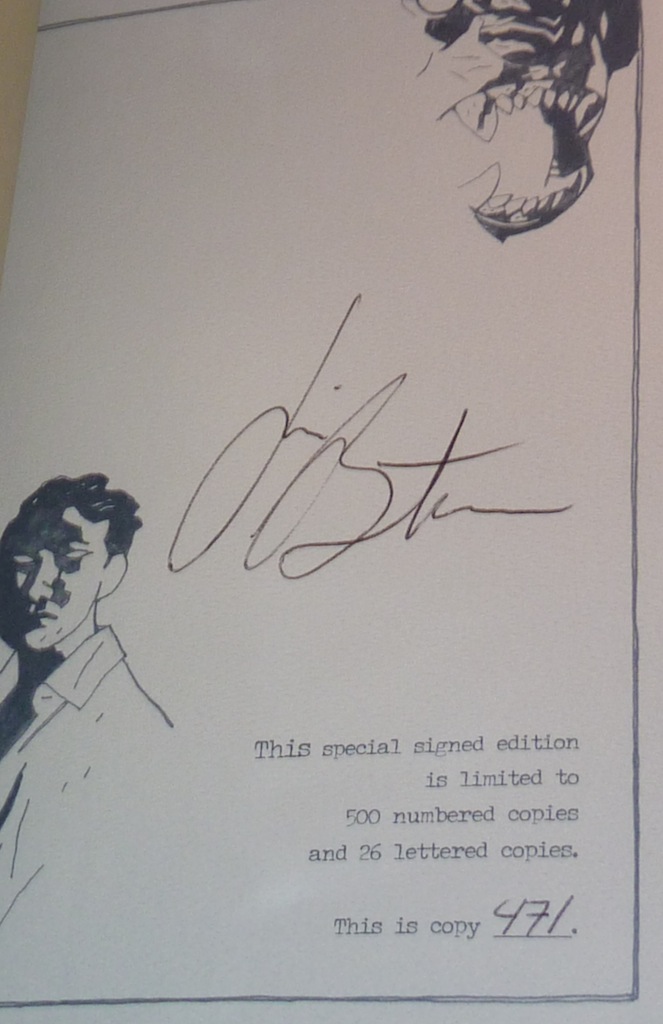 This special signed edition
is limited to
500 numbered copies
and 26 lettered copies.
This is copy 471.